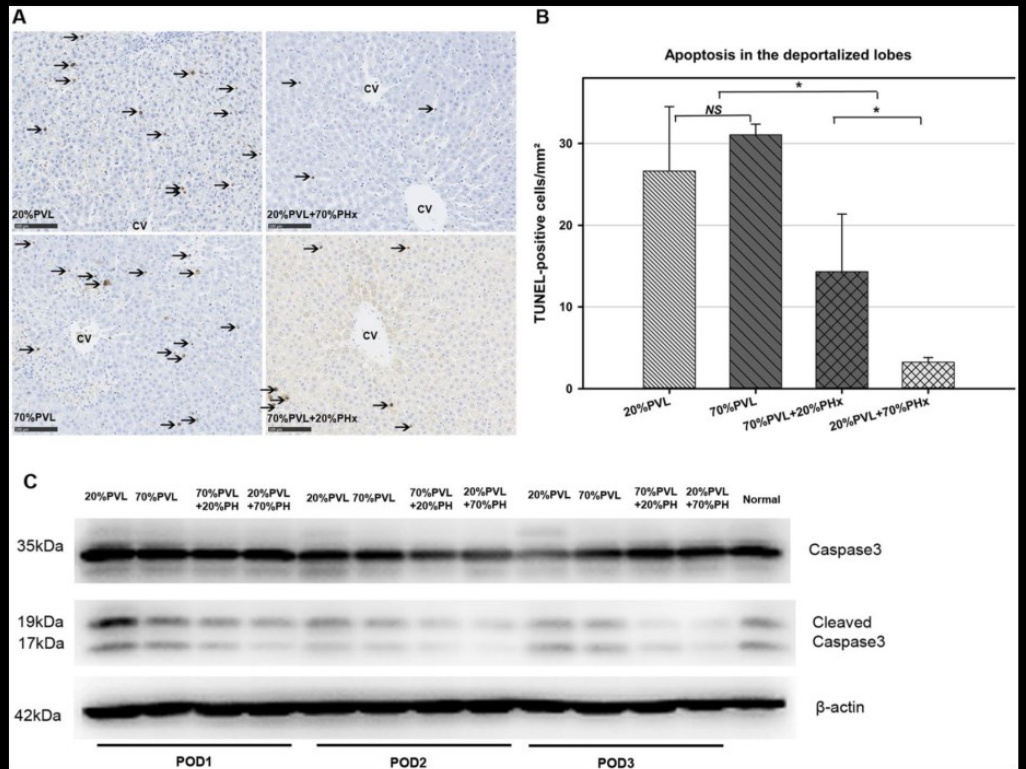 A
CV
20%PVL
CV
CV
20%PVL+70%PHx
CV
70%PVL
CV
70%PVL+20%PHx
B
Apoptosis in the deportalized lobes
TUNEL-positive cells/mm²
30
20
10
0
NS
*
*
20%PVL
70%PVL
70%PVL+20%PHx
20%PVL+70%PHx
C
20%PVL 70%PVL 70%PVL +20%PH 20%PVL +70%PH 20%PVL 70%PVL 70%PVL +20%PH 20%PVL +70%PH 20%PVL 70%PVL 70%PVL +20%PH 20%PVL +70%PH Normal
35kDa Caspase3
19kDa Cleaved
17kDa Caspase3
42kDa β-actin
POD1 POD2 POD3